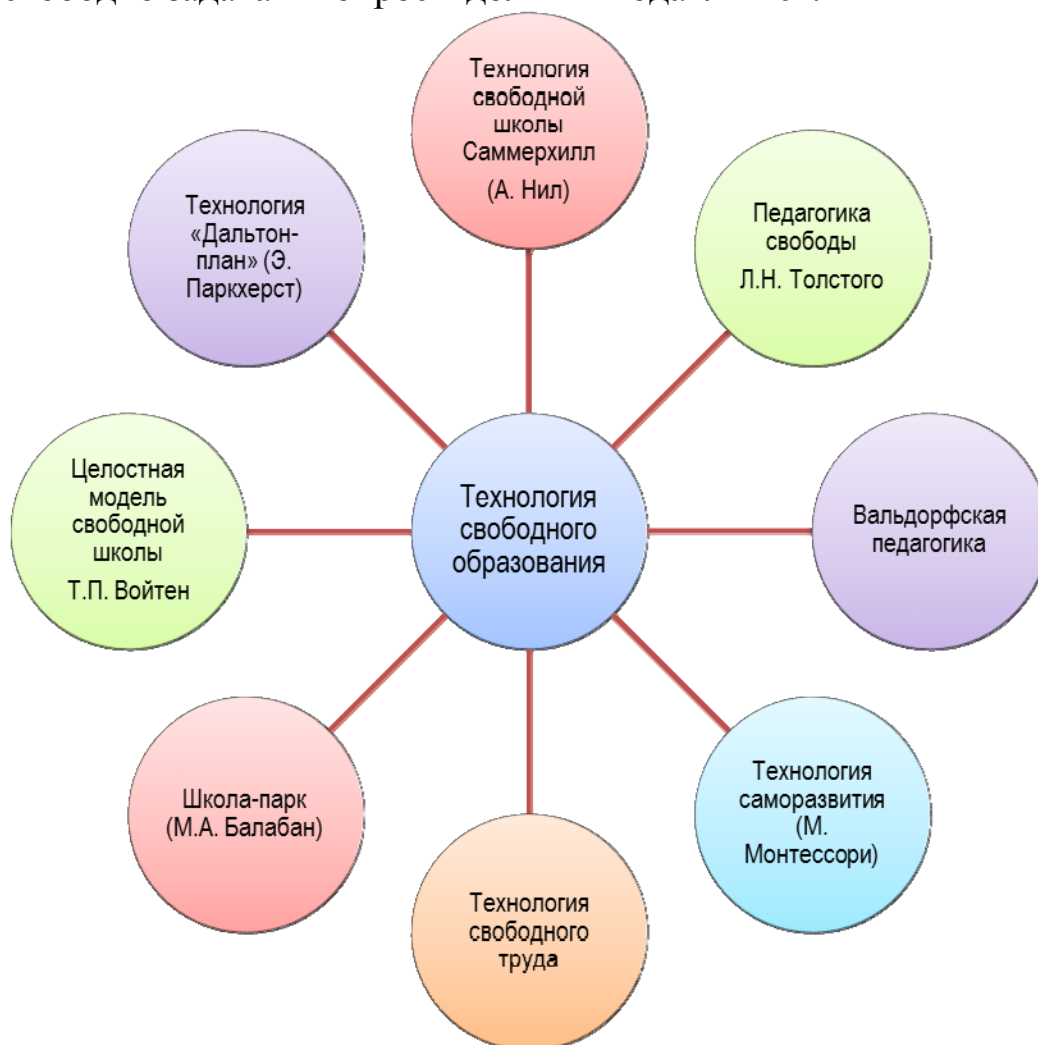 Технология
свободной
школы
Саммерхилл
(А. Нил)
Педагогика
свободы
Л.Н. Толстого
Вальдорфская
педагогика
Технология
саморазвития
(М.
Монтессори)
Технология
свободного
труда
Школа-парк
(М.А. Балабан)
Целостная
модель
свободной
школы
Т.П. Войтен
Технология
«Дальтон-
план» (Э.
Паркхерст)
Технология
свободного
образования